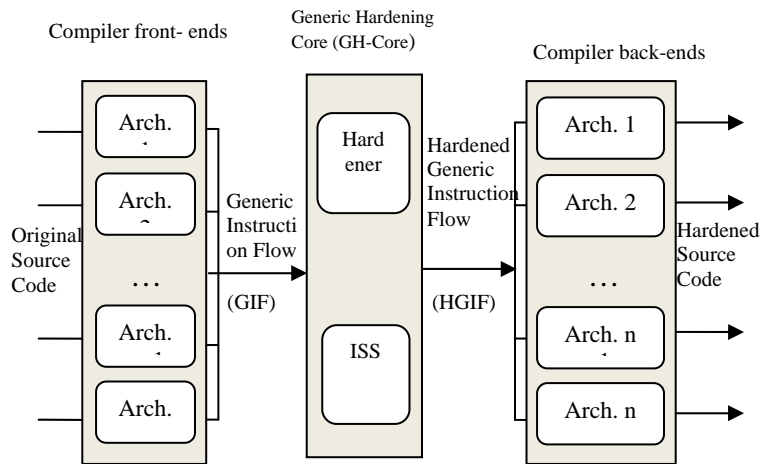 Compiler front- ends
Generic Hardening
Core (GH-Core)
Compiler back-ends
Arch.
Arch.
…
Arch.
Arch.
Original
Source
Code
Generic
Instructi
on Flow
(GIF)
Hard
ener
ISS
Hardened
Generic
Instruction
Flow
(HGIF)
Arch. 1
Arch. 2
…
Arch. n
Arch. n
Hardened
Source
Code